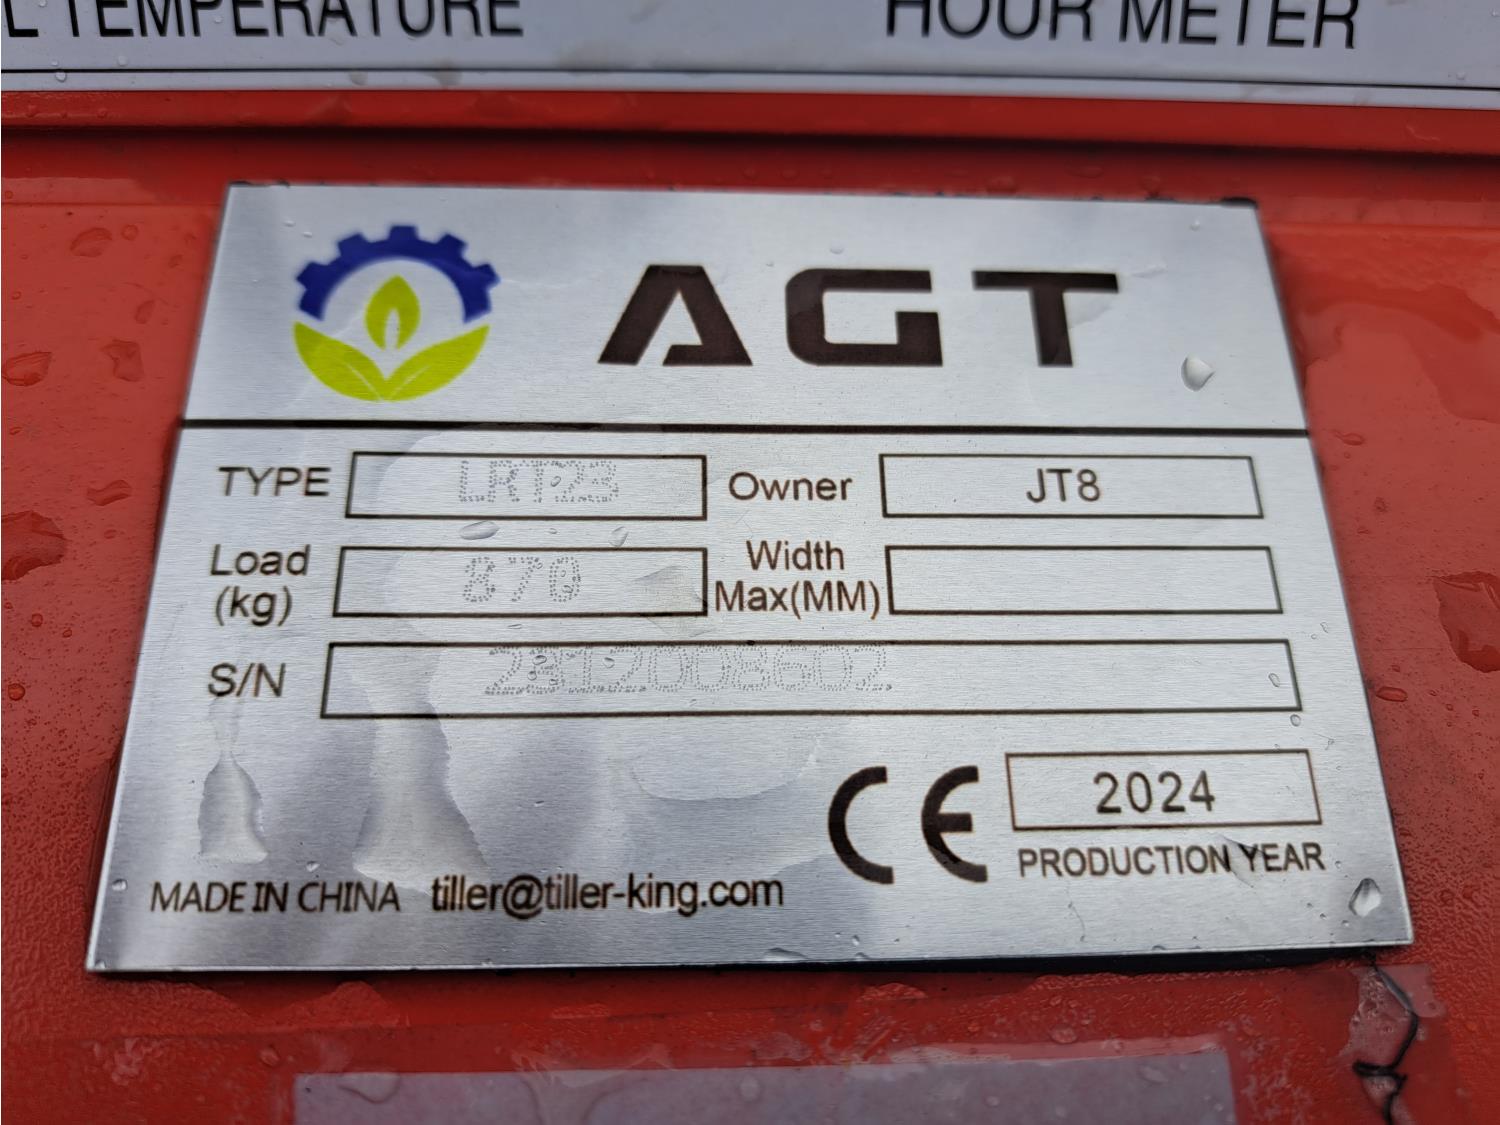 L TEMPERATURE HOUR METER
AGT
TYPE LRT23 Owner JT8
Load (kg) 870 Width Max(MM)
S/N 2312008602
CE 2024
PRODUCTION YEAR
MADE IN CHINA tiller@tiller-king.com